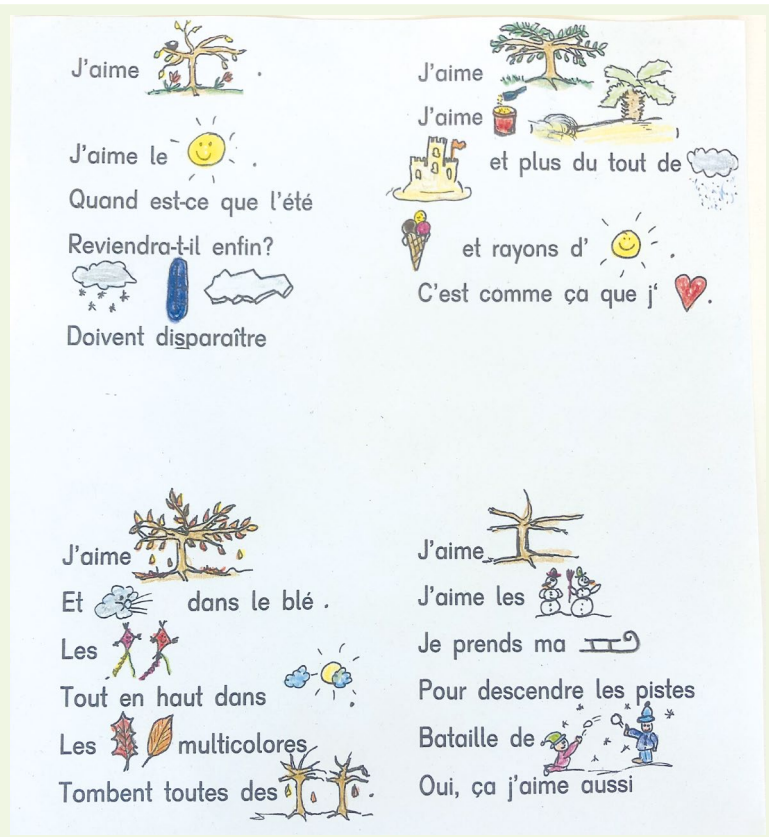 J'aime .
J'aime le .
Quand est-ce que l'été
Reviendra-t-il enfin?
Doivent disparaître
J'aime
J'aime
et plus du tout de
et rayons d' .
C'est comme ça que j' .
J'aime
Et dans le blé .
Les
Tout en haut dans .
Les multicolores
Tombent toutes des .
J'aime
J'aime les
Je prends ma
Pour descendre les pistes
Bataille de
Oui, ça j'aime aussi